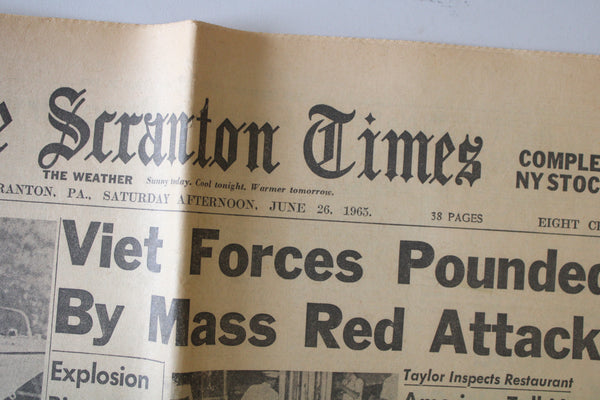 Scranton Times
COMPLE
NY STOC
THE WEATHER Sunny today. Cool tonight. Warmer tomorrow.
RANTON, PA., SATURDAY AFTERNOON, JUNE 26, 1965. 38 PAGES EIGHT C
Viet Forces Pounded
By Mass Red Attack
Explosion
Taylor Inspects Restaurant